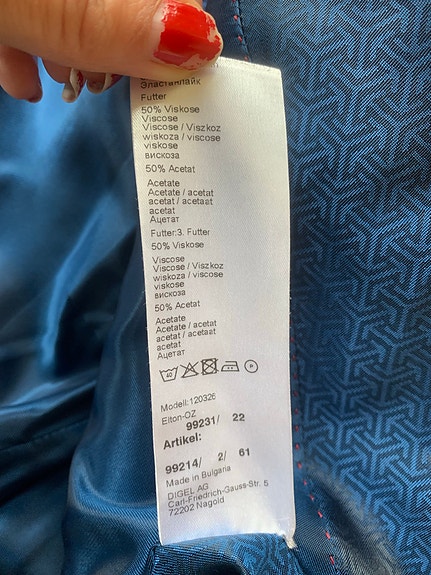 Эластан/лайк
Futter
50% Viskose
Viscose
Viscose / Viszkoz
wiskoza / viscose
viskose
вискоза
50% Acetat
Acetate
Acetate / acetat
acetat / acetaat
acetat
Ацетат
Futter:3. Futter
50% Viskose
Viscose
Viscose / Viszkoz
wiskoza / viscose
viskose
вискоза
50% Acetat
Acetate
Acetate / acetat
acetat / acetaat
acetat
Ацетат
40
P
Modell: 120326
Elton-OZ
99231/ 22
Artikel:
99214/ 2/ 61
Made in Bulgaria
DIGEL AG
Carl-Friedrich-Gauss-Str. 5
72202 Nagold